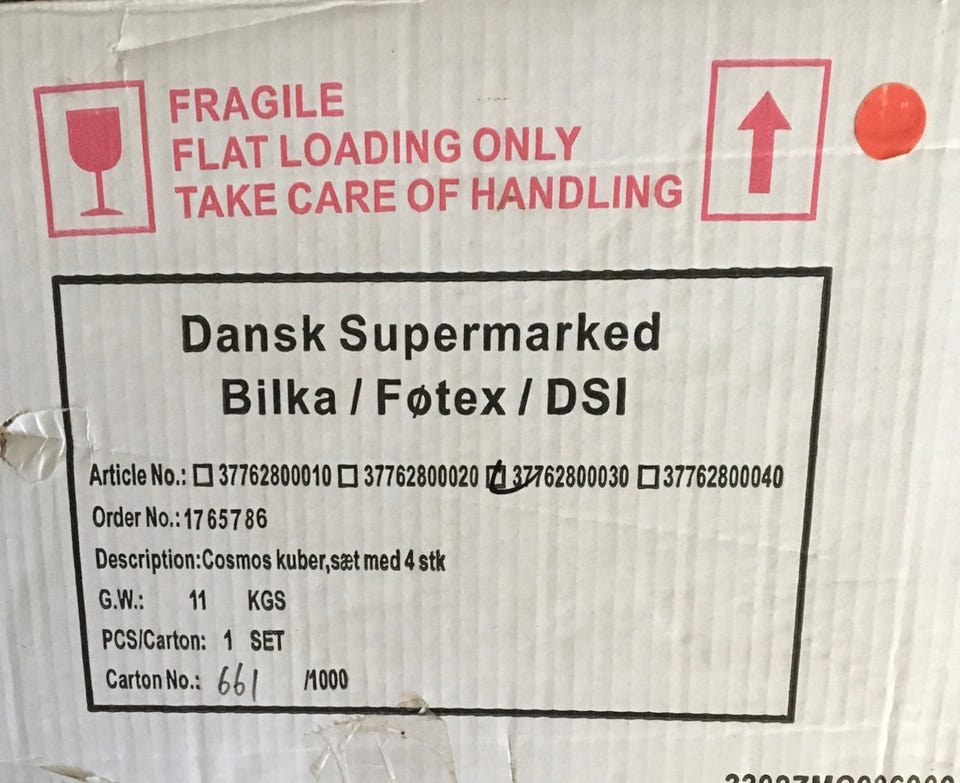 FRAGILE
FLAT LOADING ONLY
TAKE CARE OF HANDLING
Dansk Supermarked
Bilka / Føtex / DSI
Article No.: ☐ 37762800010 ☐ 37762800020 ☑ 37762800030 ☐ 37762800040
Order No.: 1765786
Description:Cosmos kuber,sæt med 4 stk
G.W.: 11 KGS
PCS/Carton: 1 SET
Carton No.: 661 /1000